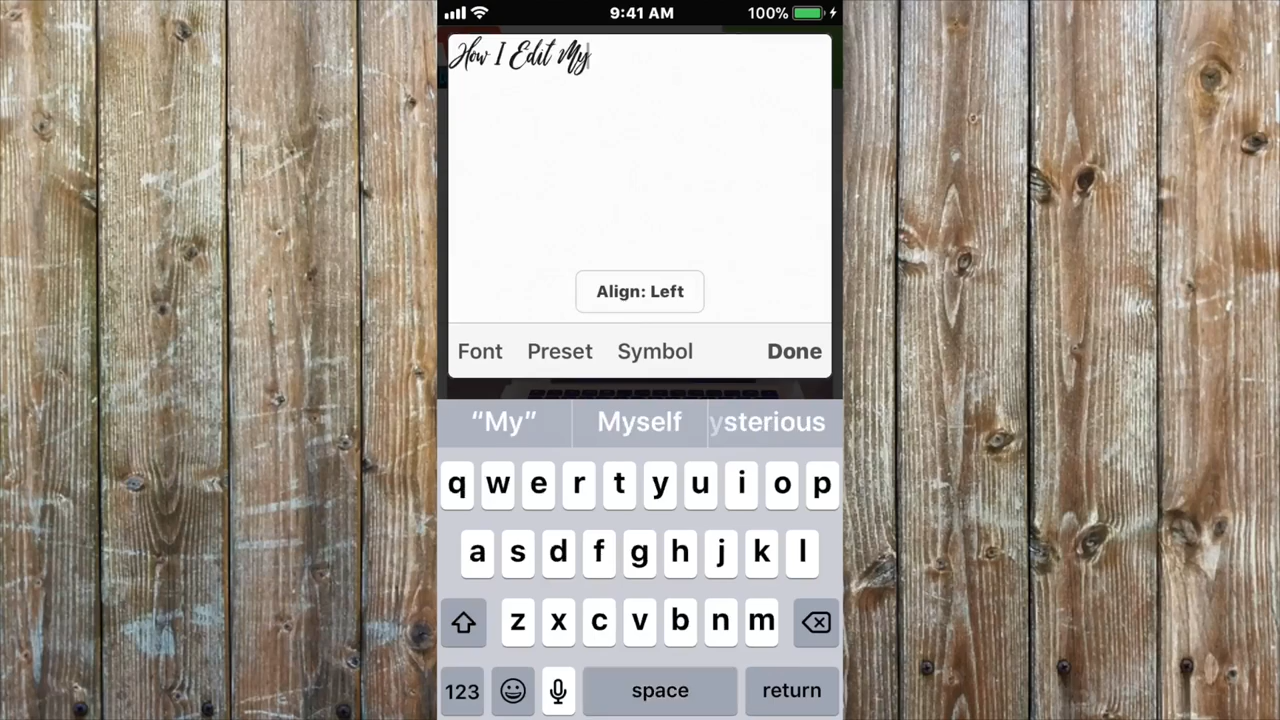 9:41 AM
100%
How I Edit My
Align: Left
Font Preset Symbol Done
“My” Myself ysterious
q w e r t y u i o p
a s d f g h j k l
z x c v b n m
123 space return